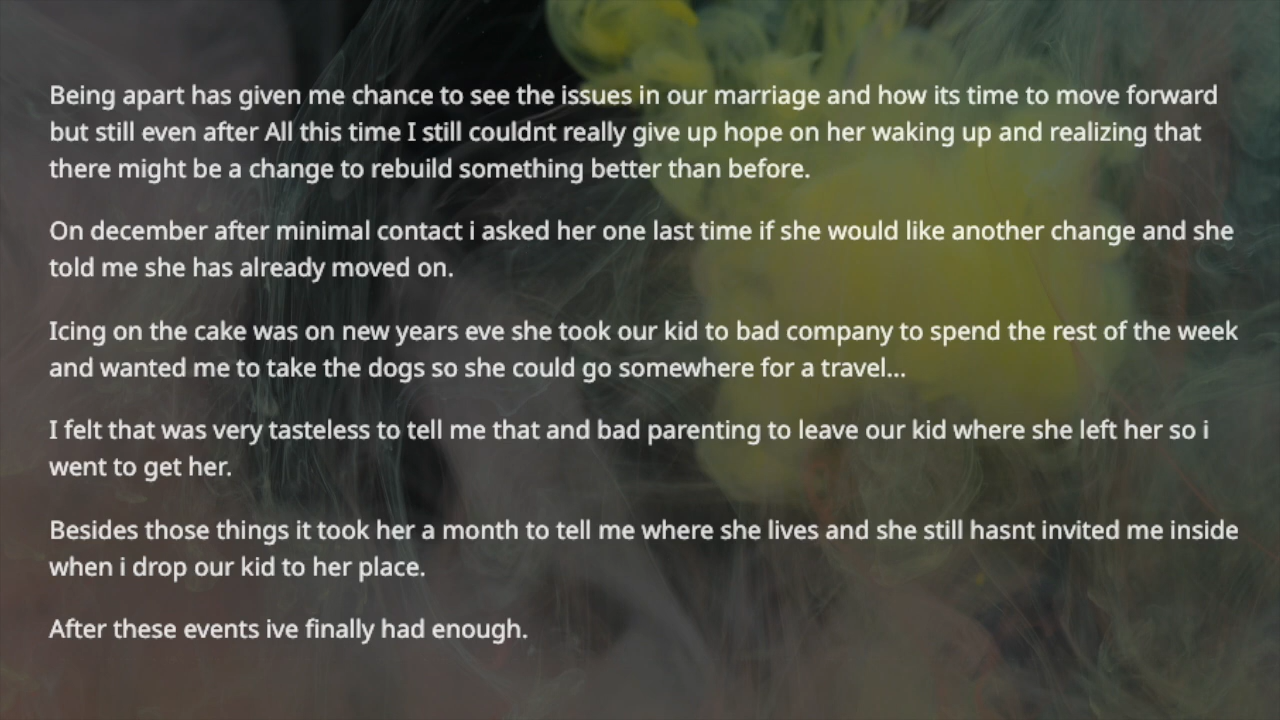 Being apart has given me chance to see the issues in our marriage and how its time to move forward
but still even after All this time I still couldnt really give up hope on her waking up and realizing that
there might be a change to rebuild something better than before.
On december after minimal contact i asked her one last time if she would like another change and she
told me she has already moved on.
Icing on the cake was on new years eve she took our kid to bad company to spend the rest of the week
and wanted me to take the dogs so she could go somewhere for a travel...
I felt that was very tasteless to tell me that and bad parenting to leave our kid where she left her so i
went to get her.
Besides those things it took her a month to tell me where she lives and she still hasnt invited me inside
when i drop our kid to her place.
After these events ive finally had enough.